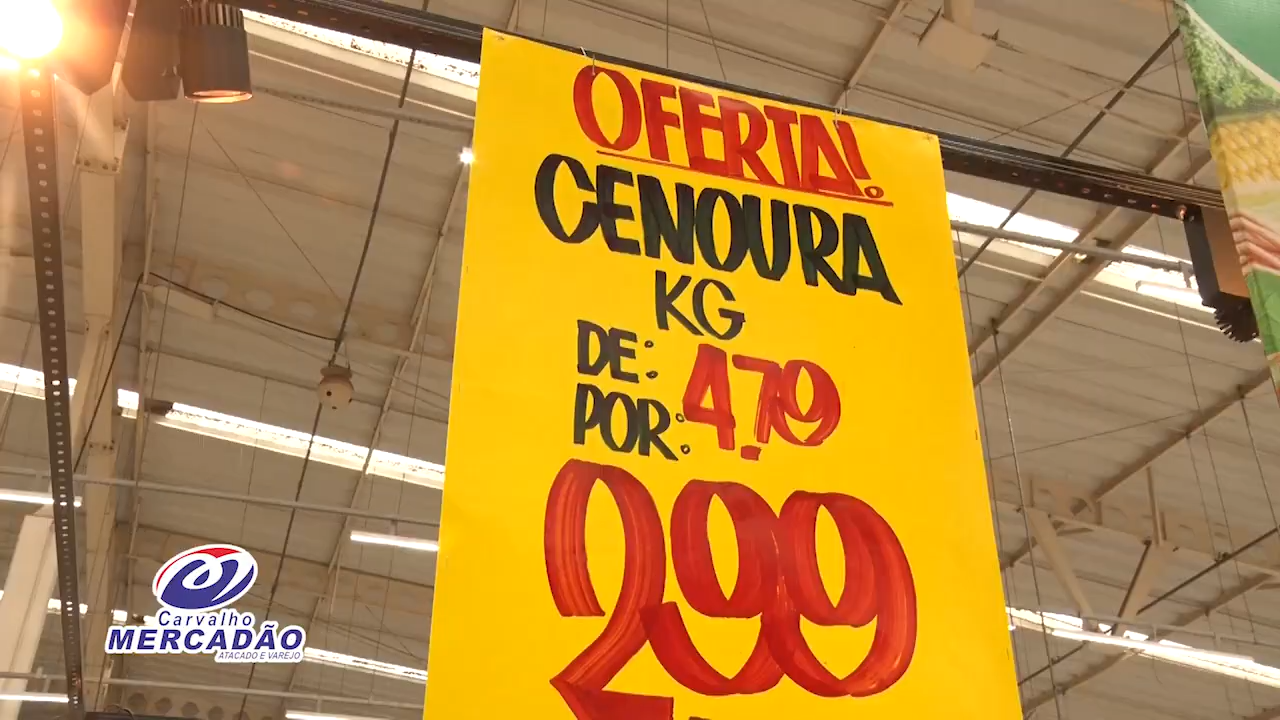 OFERTA!
CENOURA
KG
DE: 4.79
POR:
2,99
Carvalho
MERCADÃO
ATACADO E VAREJO